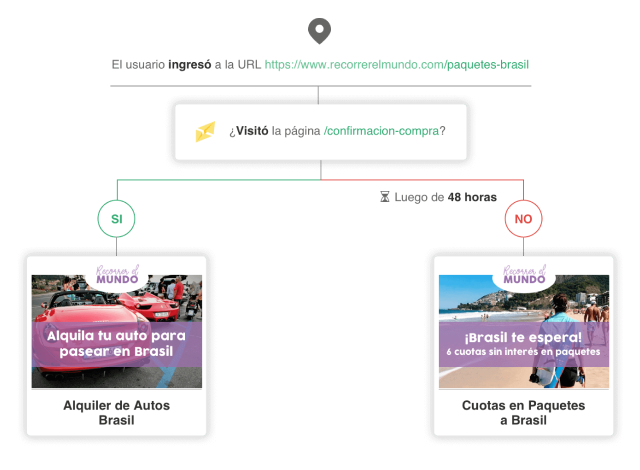 El usuario ingresó a la URL https://www.recorrerelmundo.com/paquetes-brasil
¿Visitó la página /confirmacion-compra?
Luego de 48 horas
SI
NO
Recorrer el
MUNDO
Alquila tu auto para
pasear en Brasil
Alquiler de Autos
Brasil
Recorrer el
MUNDO
¡Brasil te espera!
6 cuotas sin interés en paquetes
Cuotas en Paquetes
a Brasil